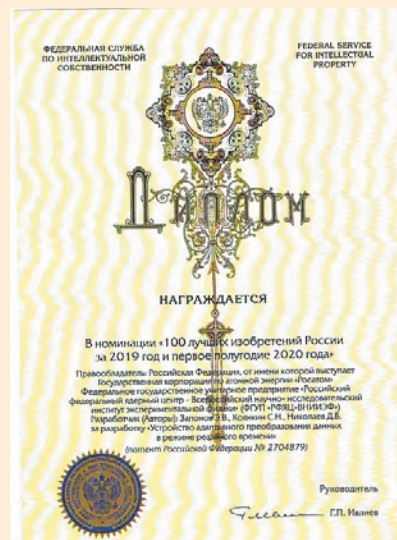 ФЕДЕРАЛЬНАЯ СЛУЖБА
ПО ИНТЕЛЛЕКТУАЛЬНОЙ
СОБСТВЕННОСТИ
FEDERAL SERVICE
FOR INTELLECTUAL
PROPERTY
ДИПЛОМ
НАГРАЖДАЕТСЯ
В номинации «100 лучших изобретений России
за 2019 год и первое полугодие 2020 года»
Правообладатель: Российская Федерация, от имени которой выступает
Государственная корпорация по атомной энергии «Росатом»
Федеральное государственное унитарное предприятие «Российский
федеральный ядерный центр - Всероссийский научно- исследовательский
институт экспериментальной физики» (ФГУП «РФЯЦ-ВНИИЭФ»)
Разработчик (Авторы): Запонов Э.В., С.Н., Николаев Д.Б.
за разработку «Устройство адаптивного преобразования данных
в режиме реального времени»
(патент Российской Федерации № 2704879)
Руководитель
Г.П. Ивлиев